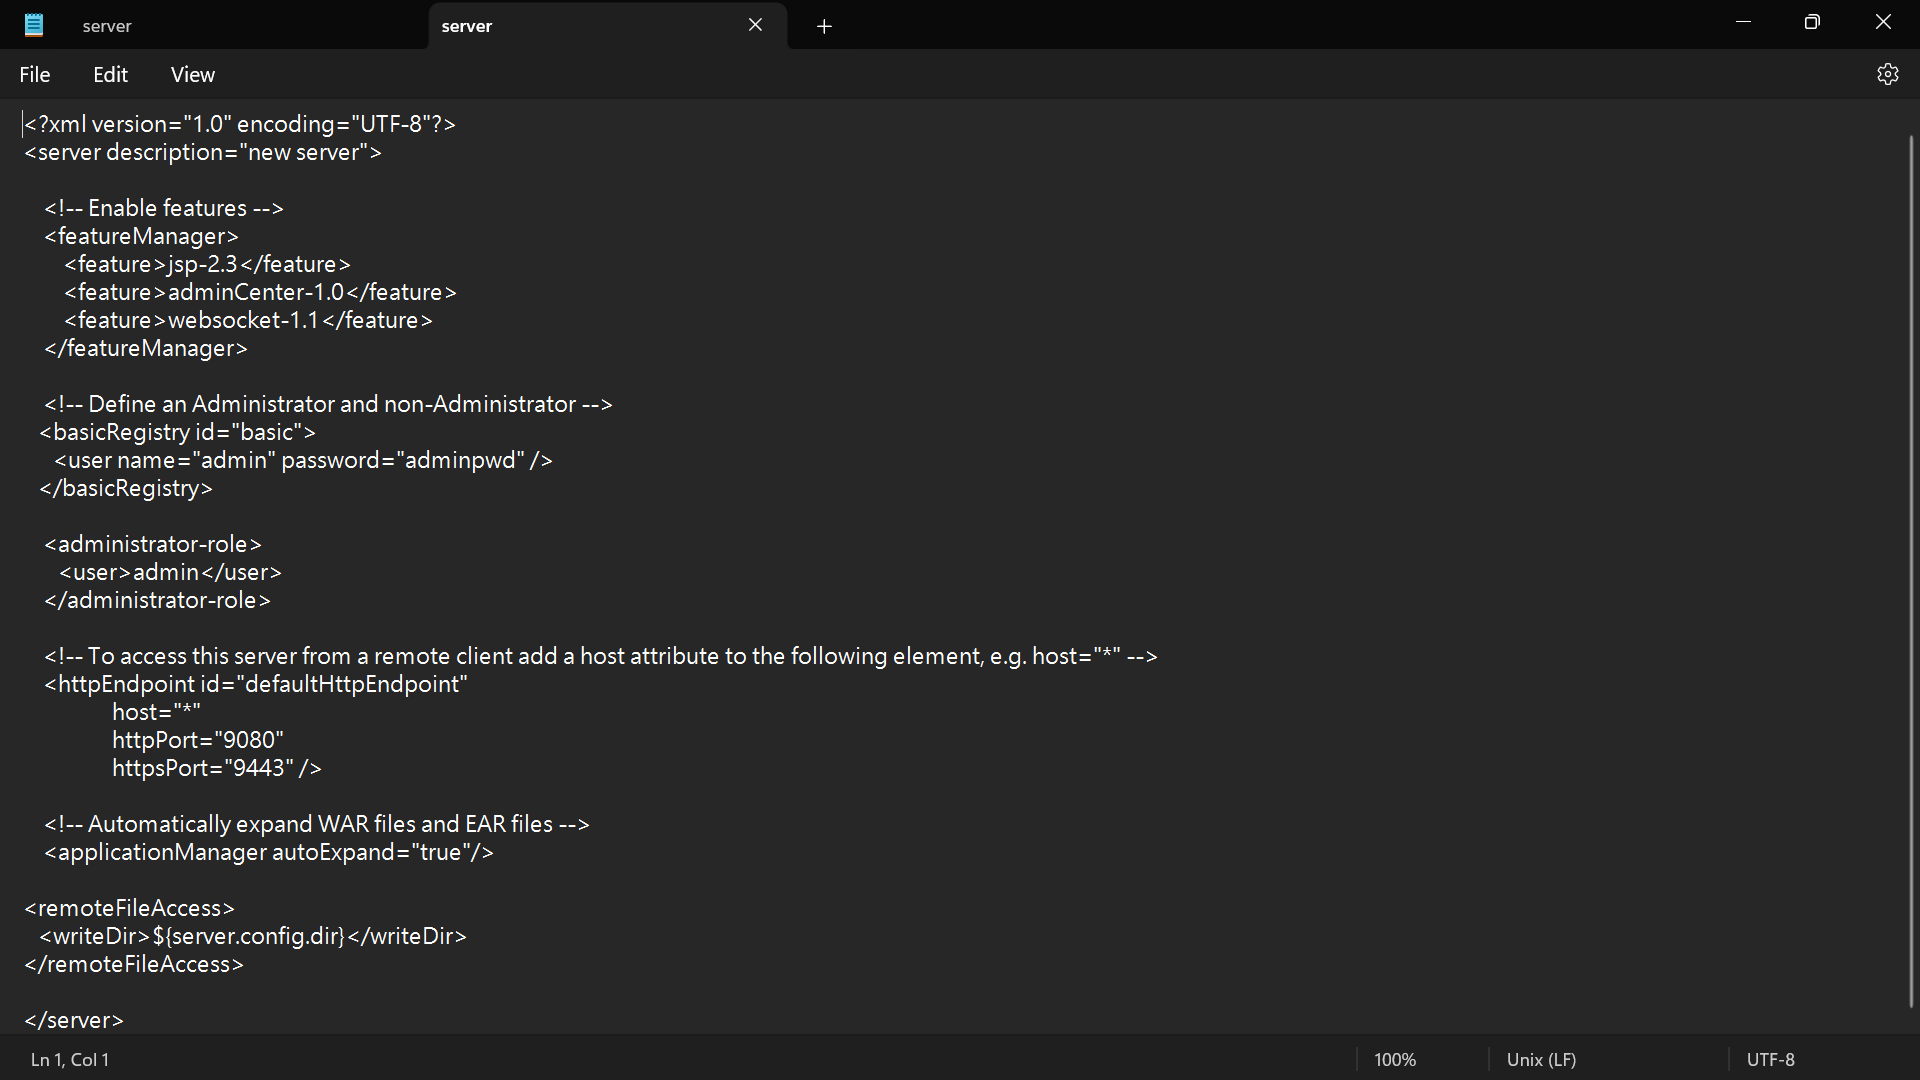 server
server
File Edit View
<?xml version="1.0" encoding="UTF-8"?>
<server description="new server">
<!-- Enable features -->
<featureManager>
<feature>jsp-2.3</feature>
<feature>adminCenter-1.0</feature>
<feature>websocket-1.1</feature>
</featureManager>
<!-- Define an Administrator and non-Administrator -->
<basicRegistry id="basic">
<user name="admin" password="adminpwd" />
</basicRegistry>
<administrator-role>
<user>admin</user>
</administrator-role>
<!-- To access this server from a remote client add a host attribute to the following element, e.g. host="*" -->
<httpEndpoint id="defaultHttpEndpoint"
host="*"
httpPort="9080"
httpsPort="9443" />
<!-- Automatically expand WAR files and EAR files -->
<applicationManager autoExpand="true"/>
<remoteFileAccess>
<writeDir>${server.config.dir}</writeDir>
</remoteFileAccess>
</server>
Ln 1, Col 1 100% Unix (LF) UTF-8